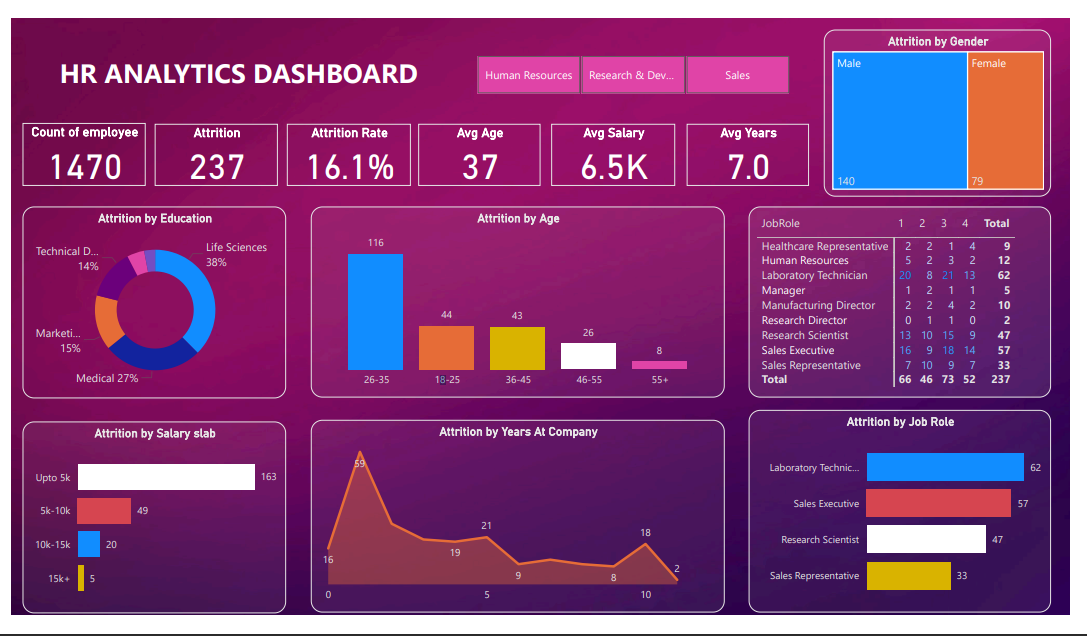 HR ANALYTICS DASHBOARD
Human Resources
Research & Dev...
Sales
Attrition by Gender
Male
Female
140
79
Count of employee
1470
Attrition
237
Attrition Rate
16.1%
Avg Age
37
Avg Salary
6.5K
Avg Years
7.0
Attrition by Education
Life Sciences
38%
Technical D...
14%
Marketi...
15%
Medical 27%
Attrition by Age
116
44
43
26
8
26-35
18-25
36-45
46-55
55+
JobRole 1 2 3 4 Total
Healthcare Representative 2 2 1 4 9
Human Resources 5 2 3 2 12
Laboratory Technician 20 8 21 13 62
Manager 1 2 1 1 5
Manufacturing Director 2 2 4 2 10
Research Director 0 1 1 0 2
Research Scientist 13 10 15 9 47
Sales Executive 16 9 18 14 57
Sales Representative 7 10 9 7 33
Total 66 46 73 52 237
Attrition by Salary slab
Upto 5k 163
5k-10k 49
10k-15k 20
15k+ 5
Attrition by Years At Company
59
16
19
21
9
8
18
2
0
5
10
Attrition by Job Role
Laboratory Technic... 62
Sales Executive 57
Research Scientist 47
Sales Representative 33